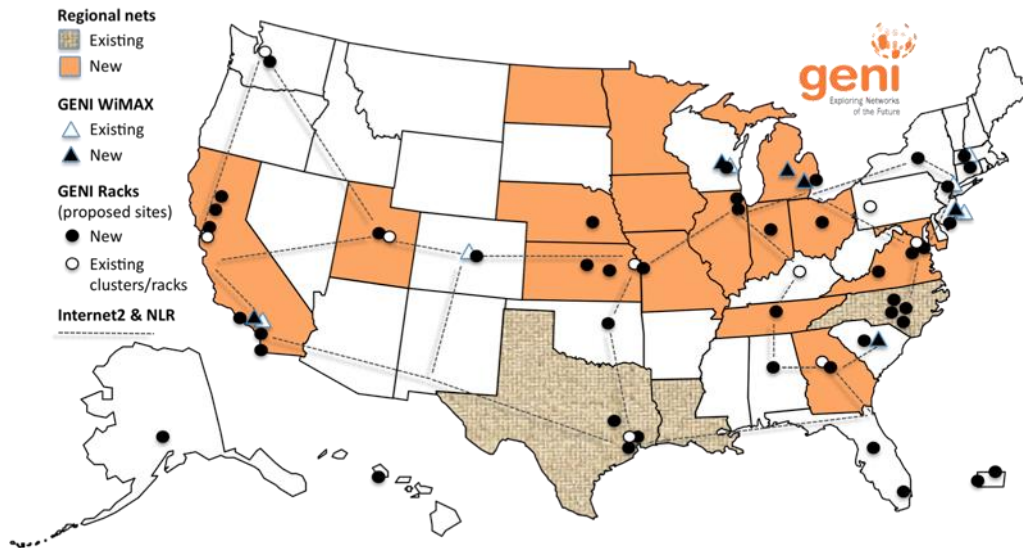 Regional nets
Existing
New
GENI WiMAX
Existing
New
GENI Racks
(proposed sites)
New
Existing
clusters/racks
Internet2 & NLR
geni
Exploring Networks
of the Future